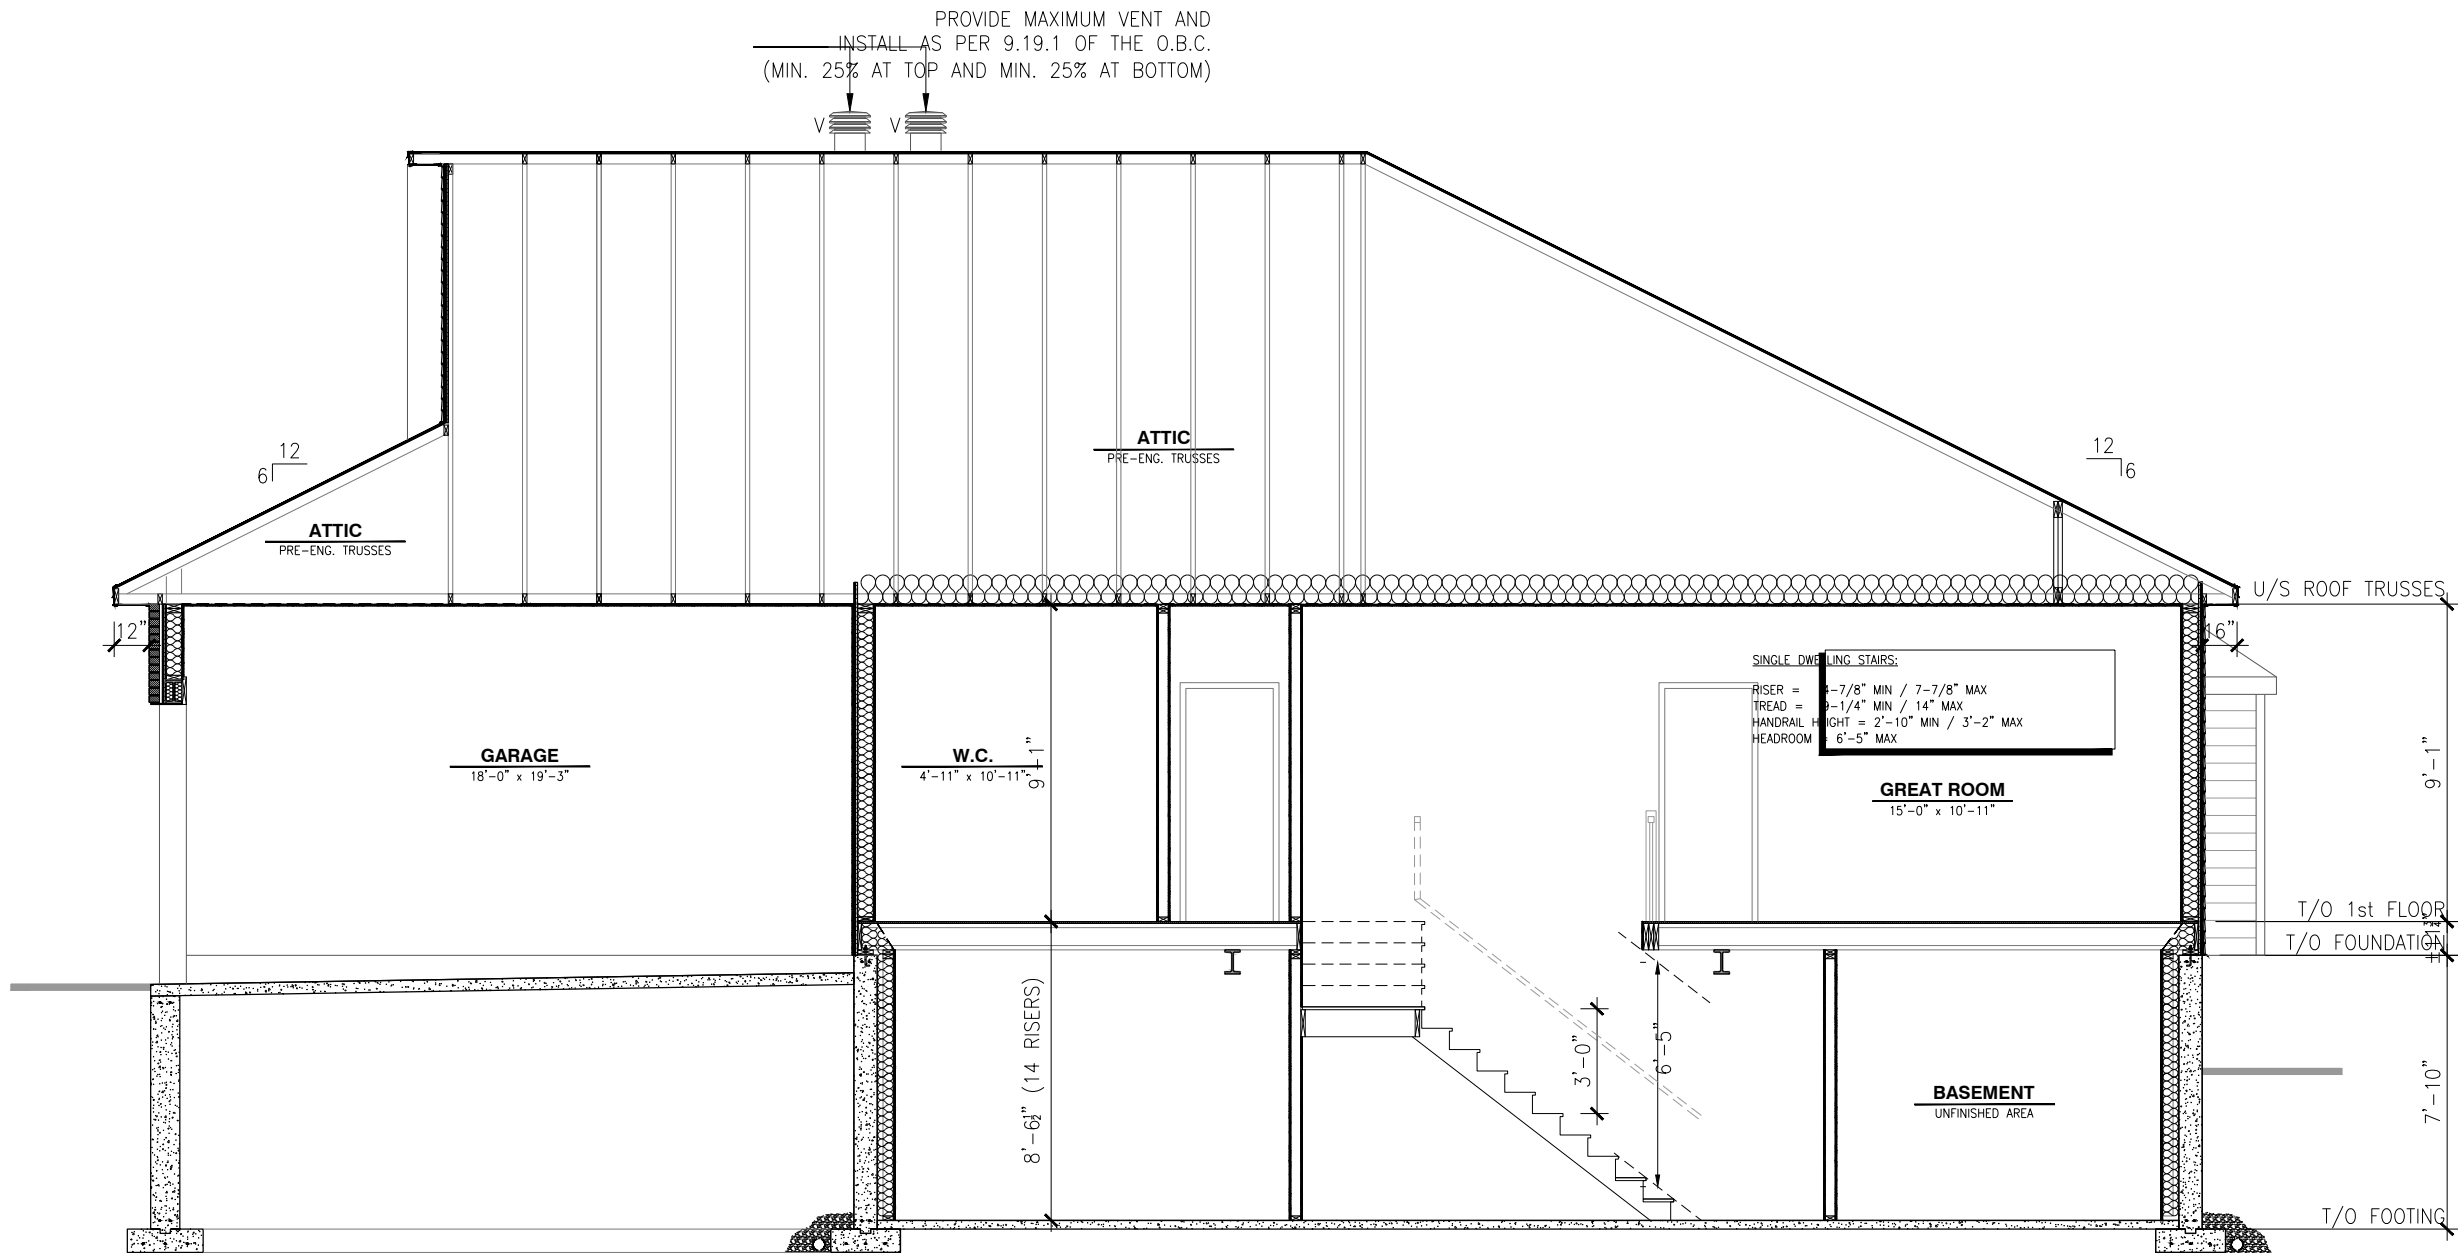 PROVIDE MAXIMUM VENT AND
INSTALL AS PER 9.19.1 OF THE O.B.C.
(MIN. 25% AT TOP AND MIN. 25% AT BOTTOM)
V V
ATTIC
PRE-ENG. TRUSSES
12
6
12
6
ATTIC
PRE-ENG. TRUSSES
U/S ROOF TRUSSES
12"
16"
SINGLE DWELLING STAIRS:
RISER = 4-7/8" MIN / 7-7/8" MAX
TREAD = 9-1/4" MIN / 14" MAX
HANDRAIL HEIGHT = 2'-10" MIN / 3'-2" MAX
HEADROOM = 6'-5" MAX
GARAGE
18'-0" x 19'-3"
W.C.
4'-11" x 10'-11"
9'-1"
GREAT ROOM
15'-0" x 10'-11"
9'-1"
T/O 1st FLOOR
T/O FOUNDATION
8'-6½" (14 RISERS)
3'-0"
6'-5"
BASEMENT
UNFINISHED AREA
7'-10"
T/O FOOTING